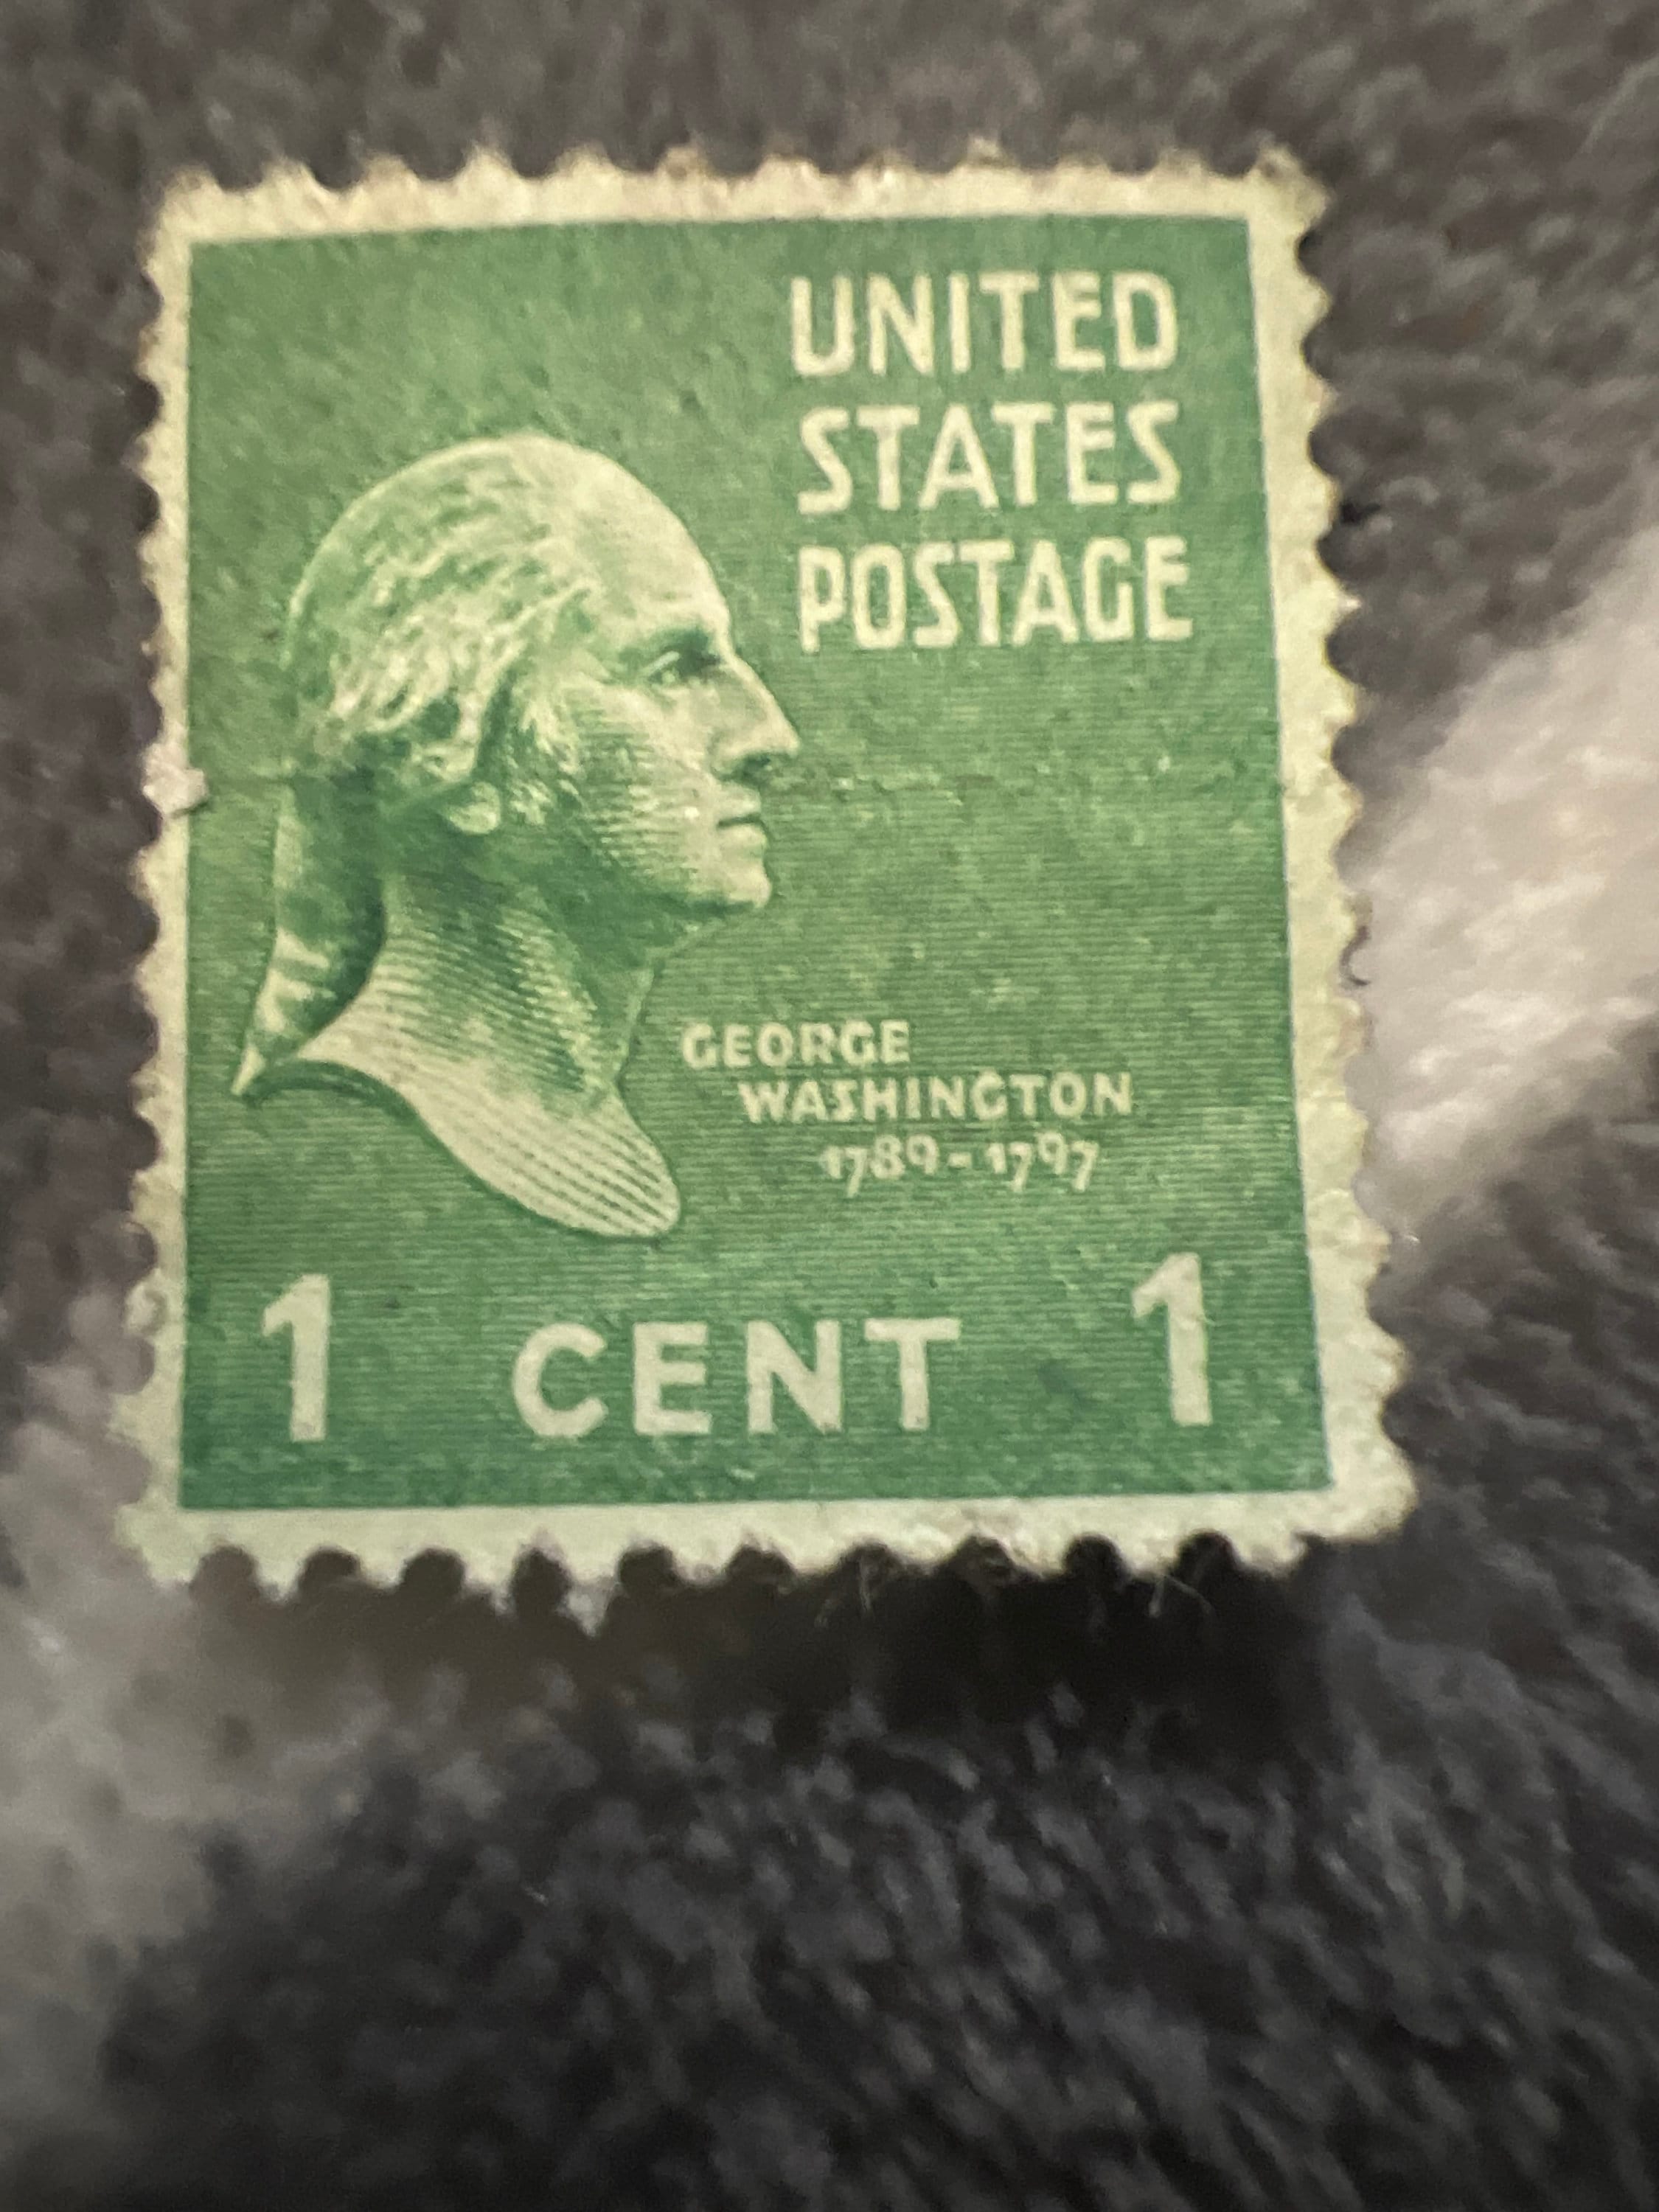 UNITED
STATES
POSTAGE
GEORGE
WASHINGTON
1789-1797
1 CENT 1